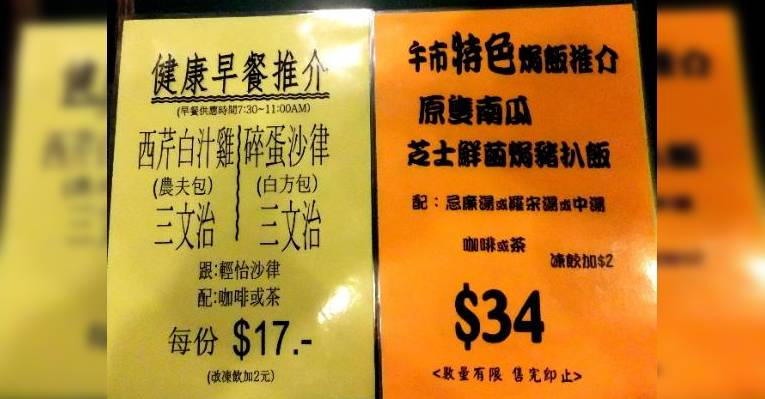 健康早餐推介
(早餐供應時間7:30~11:00AM)
西芹白汁雞
(農夫包)
三文治
碎蛋沙律
(白方包)
三文治
跟:輕怡沙律
配:咖啡或茶
每份 $17.-
(改凍飲加2元)
午市特色焗飯推介
原隻南瓜
芝士鮮菌焗豬扒飯
配：忌廉湯或羅宋湯或中湯
咖啡或茶
凍飲加$2
$34
<數量有限 售完即止>